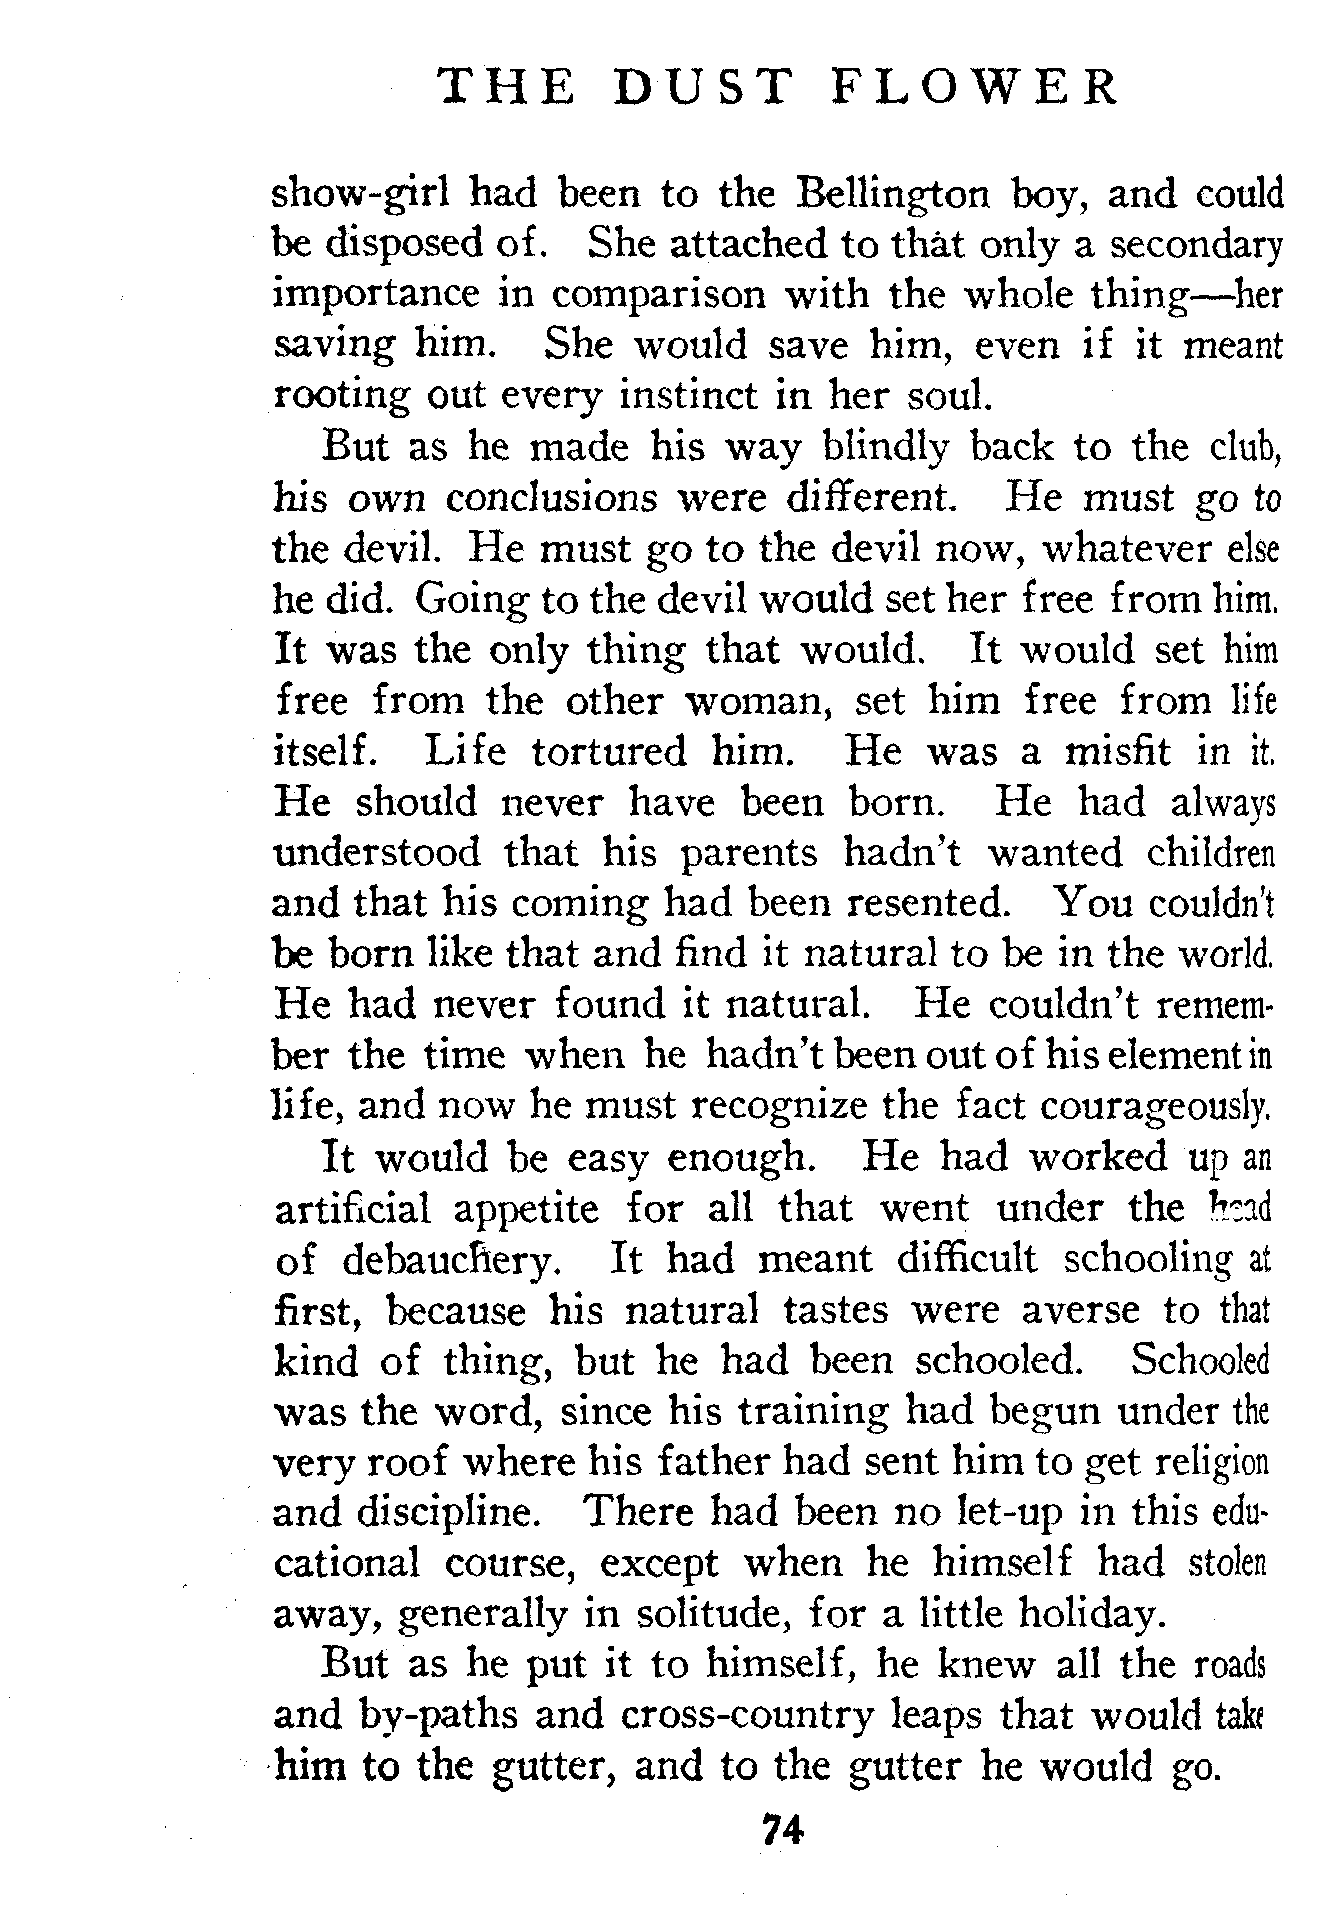 THE DUST FLOWER
show-girl had been to the Bellington boy, and could
be disposed of. She attached to that only a secondary
importance in comparison with the whole thing—her
saving him. She would save him, even if it meant
rooting out every instinct in her soul.
But as he made his way blindly back to the club,
his own conclusions were different. He must go to
the devil. He must go to the devil now, whatever else
he did. Going to the devil would set her free from him.
It was the only thing that would. It would set him
free from the other woman, set him free from life
itself. Life tortured him. He was a misfit in it.
He should never have been born. He had always
understood that his parents hadn't wanted children
and that his coming had been resented. You couldn't
be born like that and find it natural to be in the world.
He had never found it natural. He couldn't remem-
ber the time when he hadn't been out of his element in
life, and now he must recognize the fact courageously.
It would be easy enough. He had worked up an
artificial appetite for all that went under the head
of debauchery. It had meant difficult schooling at
first, because his natural tastes were averse to that
kind of thing, but he had been schooled. Schooled
was the word, since his training had begun under the
very roof where his father had sent him to get religion
and discipline. There had been no let-up in this edu-
cational course, except when he himself had stolen
away, generally in solitude, for a little holiday.
But as he put it to himself, he knew all the roads
and by-paths and cross-country leaps that would take
him to the gutter, and to the gutter he would go.
74